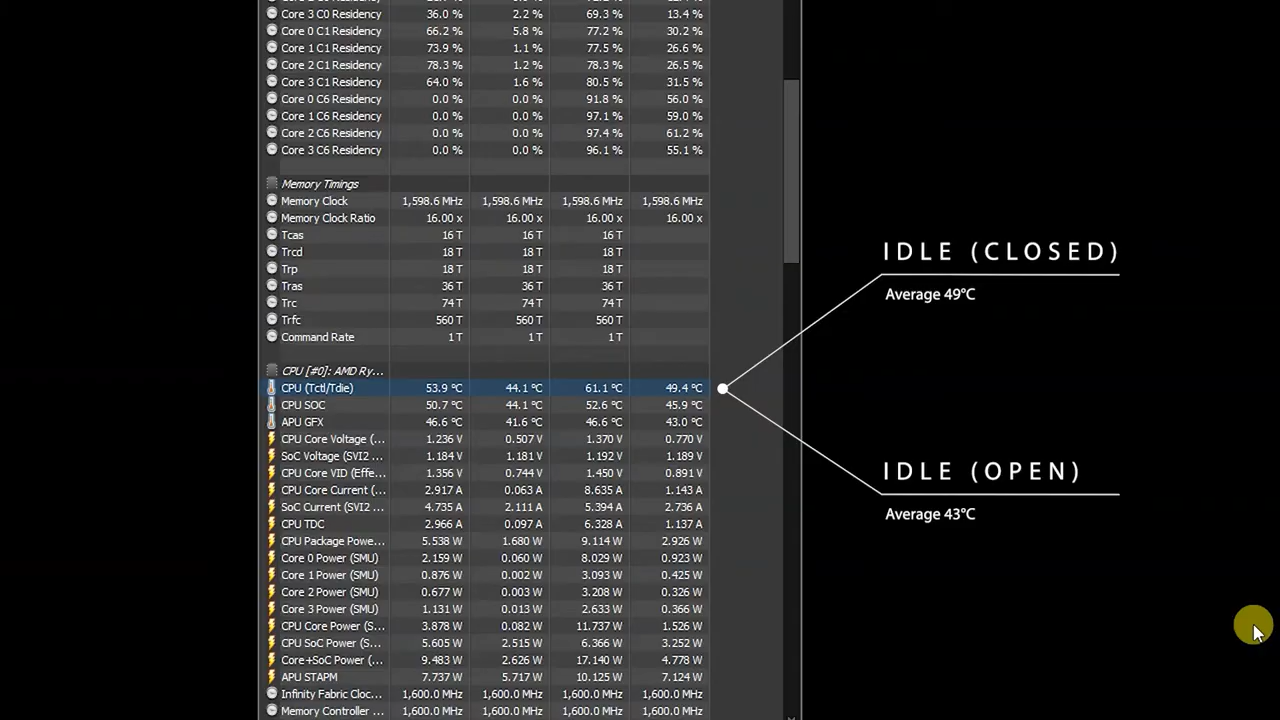 Core 3 C0 Residency 36.0 % 2.2 % 69.3 % 13.4 %
Core 0 C1 Residency 66.2 % 5.8 % 77.2 % 30.2 %
Core 1 C1 Residency 73.9 % 1.1 % 77.5 % 26.6 %
Core 2 C1 Residency 78.3 % 1.2 % 78.3 % 26.5 %
Core 3 C1 Residency 64.0 % 1.6 % 80.5 % 31.5 %
Core 0 C6 Residency 0.0 % 0.0 % 91.8 % 56.0 %
Core 1 C6 Residency 0.0 % 0.0 % 97.1 % 59.0 %
Core 2 C6 Residency 0.0 % 0.0 % 97.4 % 61.2 %
Core 3 C6 Residency 0.0 % 0.0 % 96.1 % 55.1 %
Memory Timings
Memory Clock 1,598.6 MHz 1,598.6 MHz 1,598.6 MHz 1,598.6 MHz
Memory Clock Ratio 16.00 x 16.00 x 16.00 x 16.00 x
Tcas 16 T 16 T 16 T
Trcd 18 T 18 T 18 T
Trp 18 T 18 T 18 T
Tras 36 T 36 T 36 T
Trc 74 T 74 T 74 T
Trfc 560 T 560 T 560 T
Command Rate 1 T 1 T 1 T
CPU [#0]: AMD Ry...
CPU (Tctl/Tdie) 53.9 °C 44.1 °C 61.1 °C 49.4 °C
CPU SOC 50.7 °C 44.1 °C 52.6 °C 45.9 °C
APU GFX 46.6 °C 41.6 °C 46.6 °C 43.0 °C
CPU Core Voltage (... 1.236 V 0.507 V 1.370 V 0.770 V
SoC Voltage (SVI2 ... 1.184 V 1.181 V 1.192 V 1.189 V
CPU Core VID (Effe... 1.356 V 0.744 V 1.450 V 0.891 V
CPU Core Current (... 2.917 A 0.063 A 8.635 A 1.143 A
SoC Current (SVI2 ... 4.735 A 2.111 A 5.394 A 2.736 A
CPU TDC 2.966 A 0.097 A 6.328 A 1.137 A
CPU Package Powe... 5.538 W 1.680 W 9.114 W 2.926 W
Core 0 Power (SMU) 2.159 W 0.060 W 8.029 W 0.923 W
Core 1 Power (SMU) 0.876 W 0.002 W 3.093 W 0.425 W
Core 2 Power (SMU) 0.677 W 0.003 W 3.208 W 0.326 W
Core 3 Power (SMU) 1.131 W 0.013 W 2.633 W 0.366 W
CPU Core Power (S... 3.878 W 0.082 W 11.737 W 1.526 W
CPU SoC Power (S... 5.605 W 2.515 W 6.366 W 3.252 W
Core+SoC Power (... 9.483 W 2.626 W 17.140 W 4.778 W
APU STAPM 7.737 W 5.717 W 10.125 W 7.124 W
Infinity Fabric Cloc... 1,600.0 MHz 1,600.0 MHz 1,600.0 MHz 1,600.0 MHz
Memory Controller ... 1,600.0 MHz 1,600.0 MHz 1,600.0 MHz 1,600.0 MHz
IDLE (CLOSED)
Average 49°C
IDLE (OPEN)
Average 43°C